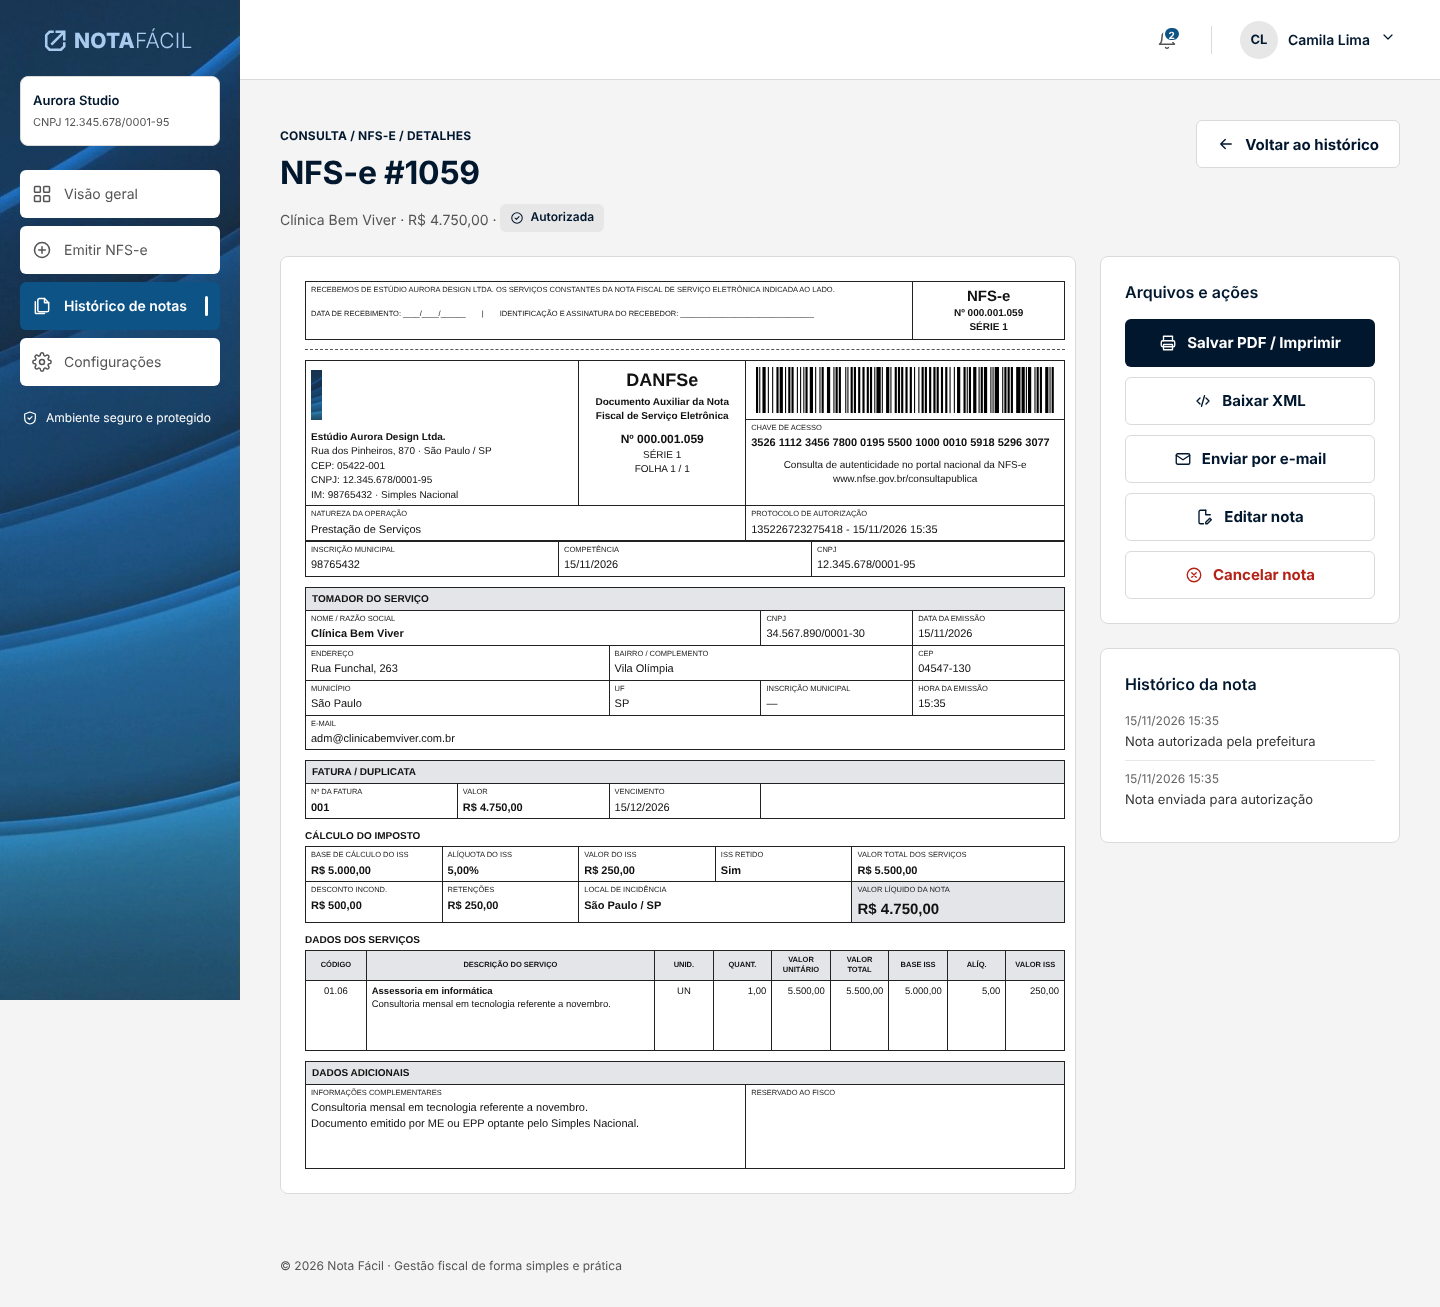 NOTAFÁCIL
Aurora Studio
CNPJ 12.345.678/0001-95
Visão geral
Emitir NFS-e
Histórico de notas
Configurações
Ambiente seguro e protegido
2
CL
Camila Lima
CONSULTA / NFS-E / DETALHES
NFS-e #1059
Clínica Bem Viver · R$ 4.750,00 · Autorizada
Voltar ao histórico
RECEBEMOS DE ESTÚDIO AURORA DESIGN LTDA. OS SERVIÇOS CONSTANTES DA NOTA FISCAL DE SERVIÇO ELETRÔNICA INDICADA AO LADO.
DATA DE RECEBIMENTO: ____/____/______ | IDENTIFICAÇÃO E ASSINATURA DO RECEBEDOR: ________________________________
NFS-e
Nº 000.001.059
SÉRIE 1
Estúdio Aurora Design Ltda.
Rua dos Pinheiros, 870 · São Paulo / SP
CEP: 05422-001
CNPJ: 12.345.678/0001-95
IM: 98765432 · Simples Nacional
DANFSe
Documento Auxiliar da Nota
Fiscal de Serviço Eletrônica
Nº 000.001.059
SÉRIE 1
FOLHA 1 / 1
CHAVE DE ACESSO
3526 1112 3456 7800 0195 5500 1000 0010 5918 5296 3077
Consulta de autenticidade no portal nacional da NFS-e
www.nfse.gov.br/consultapublica
NATUREZA DA OPERAÇÃO
Prestação de Serviços
PROTOCOLO DE AUTORIZAÇÃO
135226723275418 - 15/11/2026 15:35
INSCRIÇÃO MUNICIPAL
98765432
COMPETÊNCIA
15/11/2026
CNPJ
12.345.678/0001-95
TOMADOR DO SERVIÇO
NOME / RAZÃO SOCIAL
Clínica Bem Viver
CNPJ
34.567.890/0001-30
DATA DA EMISSÃO
15/11/2026
ENDEREÇO
Rua Funchal, 263
BAIRRO / COMPLEMENTO
Vila Olímpia
CEP
04547-130
MUNICÍPIO
São Paulo
UF
SP
INSCRIÇÃO MUNICIPAL
—
HORA DA EMISSÃO
15:35
E-MAIL
adm@clinicabemviver.com.br
FATURA / DUPLICATA
Nº DA FATURA
001
VALOR
R$ 4.750,00
VENCIMENTO
15/12/2026
CÁLCULO DO IMPOSTO
BASE DE CÁLCULO DO ISS
R$ 5.000,00
ALÍQUOTA DO ISS
5,00%
VALOR DO ISS
R$ 250,00
ISS RETIDO
Sim
VALOR TOTAL DOS SERVIÇOS
R$ 5.500,00
DESCONTO INCOND.
R$ 500,00
RETENÇÕES
R$ 250,00
LOCAL DE INCIDÊNCIA
São Paulo / SP
VALOR LÍQUIDO DA NOTA
R$ 4.750,00
DADOS DOS SERVIÇOS
CÓDIGO DESCRIÇÃO DO SERVIÇO UNID. QUANT. VALOR UNITÁRIO VALOR TOTAL BASE ISS ALÍQ. VALOR ISS
01.06 Assessoria em informática UN 1,00 5.500,00 5.500,00 5.000,00 5,00 250,00
Consultoria mensal em tecnologia referente a novembro.
DADOS ADICIONAIS
INFORMAÇÕES COMPLEMENTARES
Consultoria mensal em tecnologia referente a novembro.
Documento emitido por ME ou EPP optante pelo Simples Nacional.
RESERVADO AO FISCO
Arquivos e ações
Salvar PDF / Imprimir
Baixar XML
Enviar por e-mail
Editar nota
Cancelar nota
Histórico da nota
15/11/2026 15:35
Nota autorizada pela prefeitura
15/11/2026 15:35
Nota enviada para autorização
© 2026 Nota Fácil · Gestão fiscal de forma simples e prática